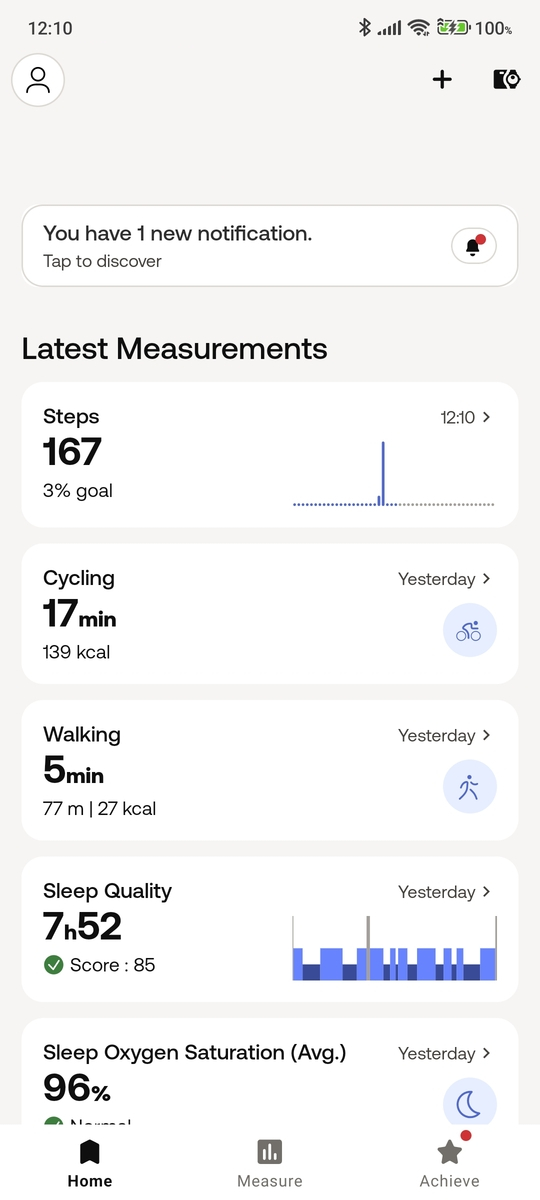 12:10
100%
You have 1 new notification.
Tap to discover
Latest Measurements
Steps
12:10
167
3% goal
Cycling
Yesterday
17min
139 kcal
Walking
Yesterday
5min
77 m | 27 kcal
Sleep Quality
Yesterday
7h52
Score : 85
Sleep Oxygen Saturation (Avg.)
Yesterday
96%
Normal
Home
Measure
Achieve